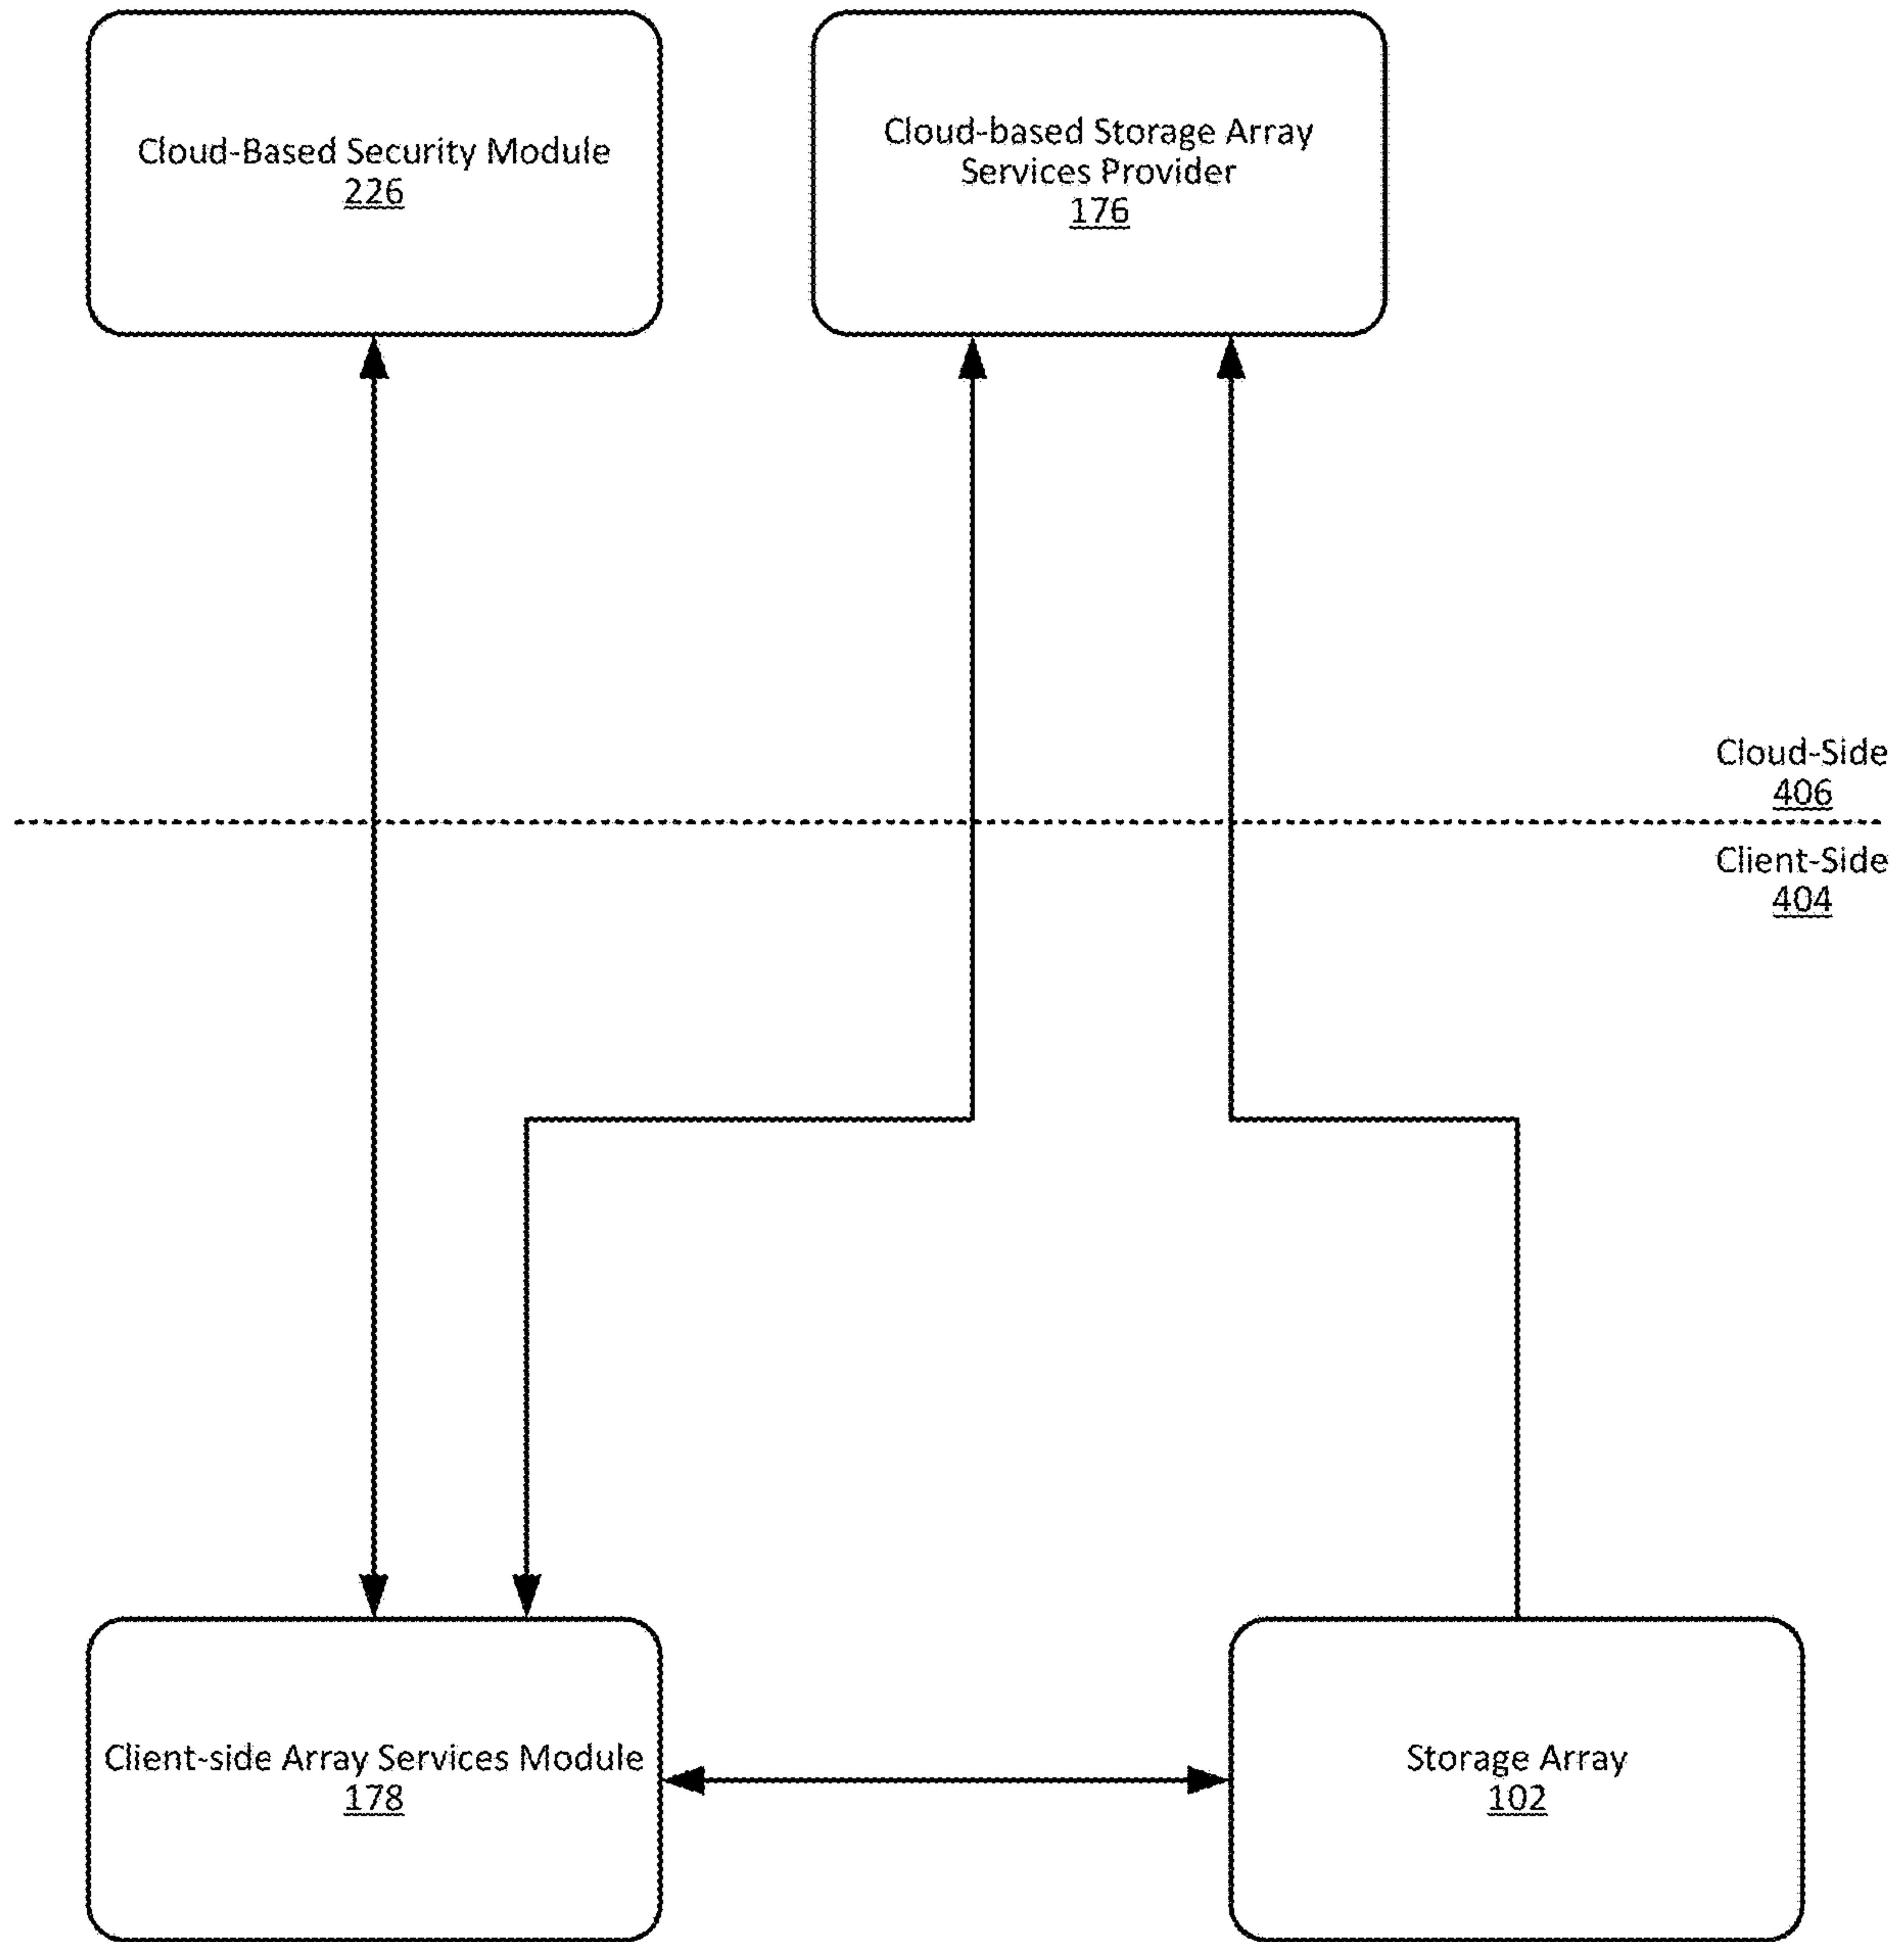 Cloud-Based Security Module
226
Cloud-based Storage Array
Services Provider
176
Cloud-Side
406
Client-Side
404
Client-side Array Services Module
178
Storage Array
102